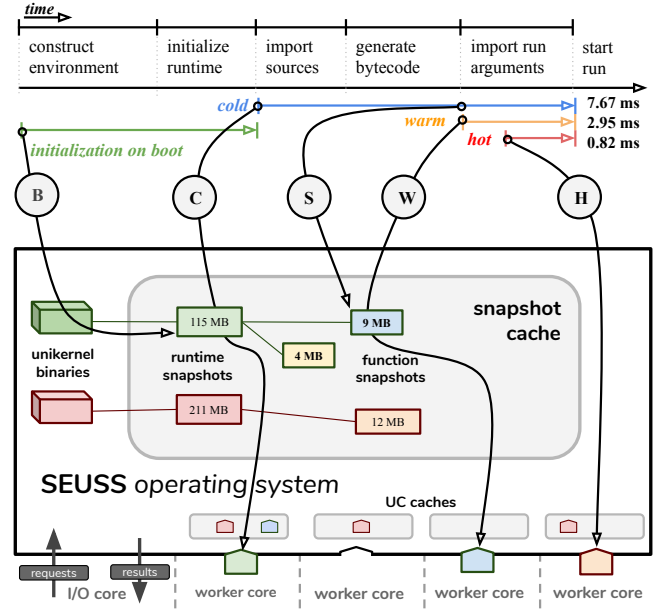 time
construct environment
initialize runtime
import sources
generate bytecode
import run arguments
start run
cold
7.67 ms
warm
2.95 ms
hot
0.82 ms
initialization on boot
B
C
S
W
H
snapshot cache
115 MB
9 MB
unikernel binaries
runtime snapshots
4 MB
function snapshots
211 MB
12 MB
SEUSS operating system
UC caches
requests
results
I/O core
worker core
worker core
worker core
worker core